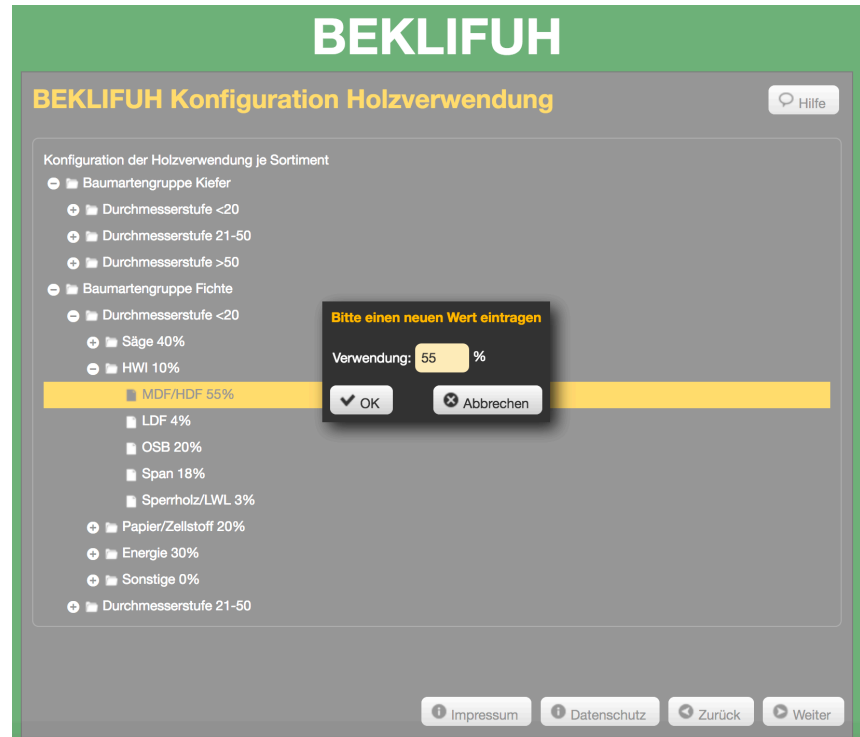 BEKLIFUH
BEKLIFUH Konfiguration Holzverwendung
Hilfe
Konfiguration der Holzverwendung je Sortiment
Baumartengruppe Kiefer
Durchmesserstufe <20
Durchmesserstufe 21-50
Durchmesserstufe >50
Baumartengruppe Fichte
Durchmesserstufe <20
Säge 40%
HWI 10%
MDF/HDF 55%
LDF 4%
OSB 20%
Span 18%
Sperrholz/LWL 3%
Papier/Zellstoff 20%
Energie 30%
Sonstige 0%
Durchmesserstufe 21-50
Bitte einen neuen Wert eintragen
Verwendung: 55 %
OK Abbrechen
Impressum Datenschutz Zurück Weiter